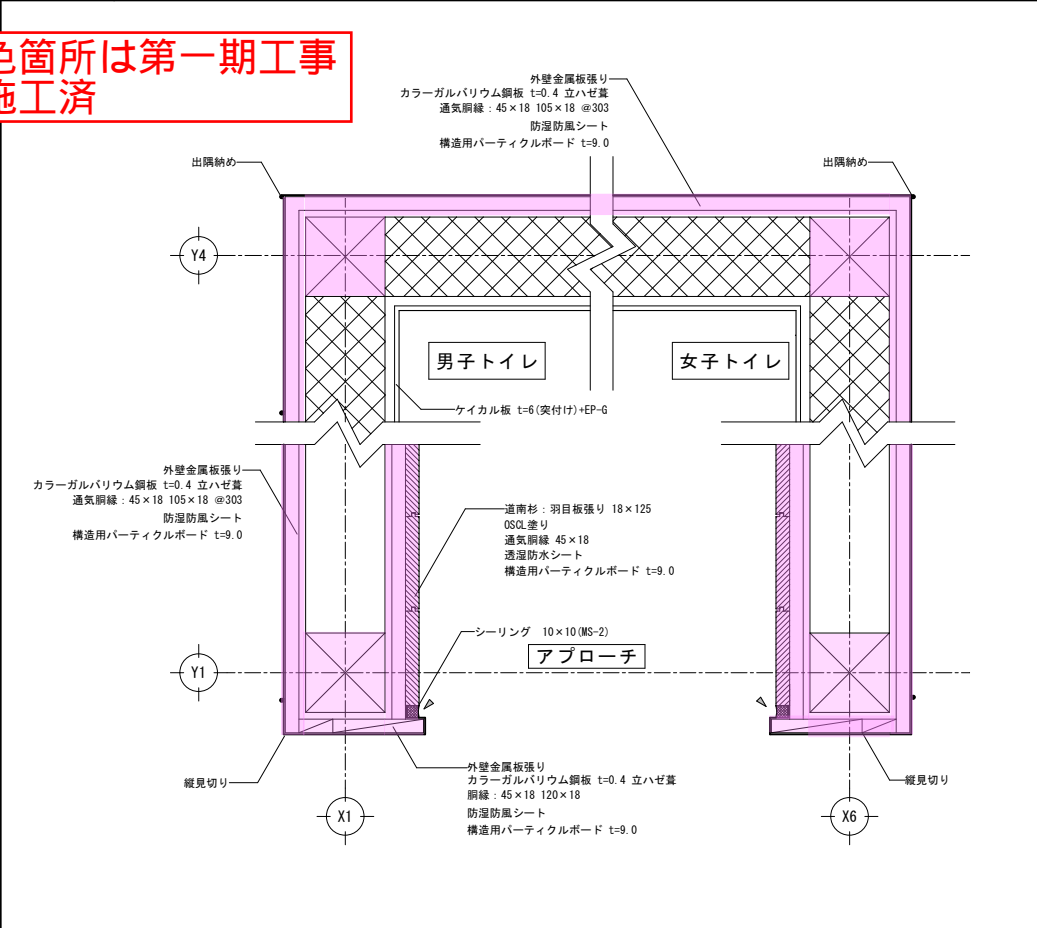 色箇所は第一期工事
施工済
外壁金属板張り
カラーガルバリウム鋼板 t=0.4 立ハゼ葺
通気胴縁：45×18 105×18 @303
防湿防風シート
構造用パーティクルボード t=9.0
出隅納め
出隅納め
Y4
男子トイレ
女子トイレ
ケイカル板 t=6(突付け)+EP-G
外壁金属板張り
カラーガルバリウム鋼板 t=0.4 立ハゼ葺
通気胴縁：45×18 105×18 @303
防湿防風シート
構造用パーティクルボード t=9.0
道南杉：羽目板張り 18×125
OSCL塗り
通気胴縁 45×18
透湿防水シート
構造用パーティクルボード t=9.0
シーリング 10×10(MS-2)
アプローチ
Y1
縦見切り
外壁金属板張り
カラーガルバリウム鋼板 t=0.4 立ハゼ葺
胴縁：45×18 120×18
防湿防風シート
構造用パーティクルボード t=9.0
縦見切り
X1
X6